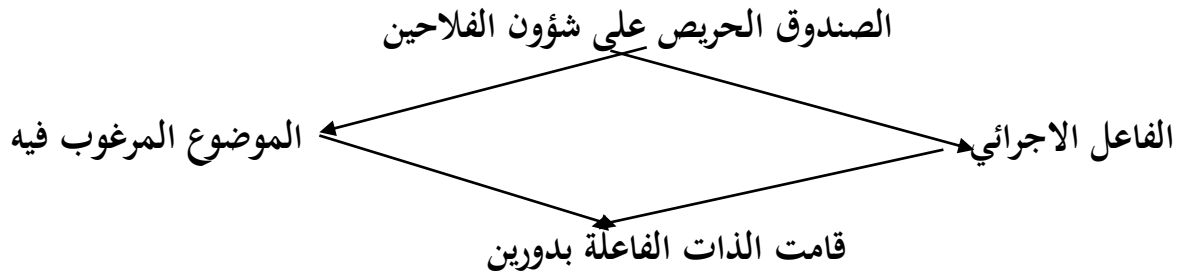 الصندوق الحريص على شؤون الفلاحين
الفاعل الاجرائي
الموضوع المرغوب فيه
قامت الذات الفاعلة بدورين